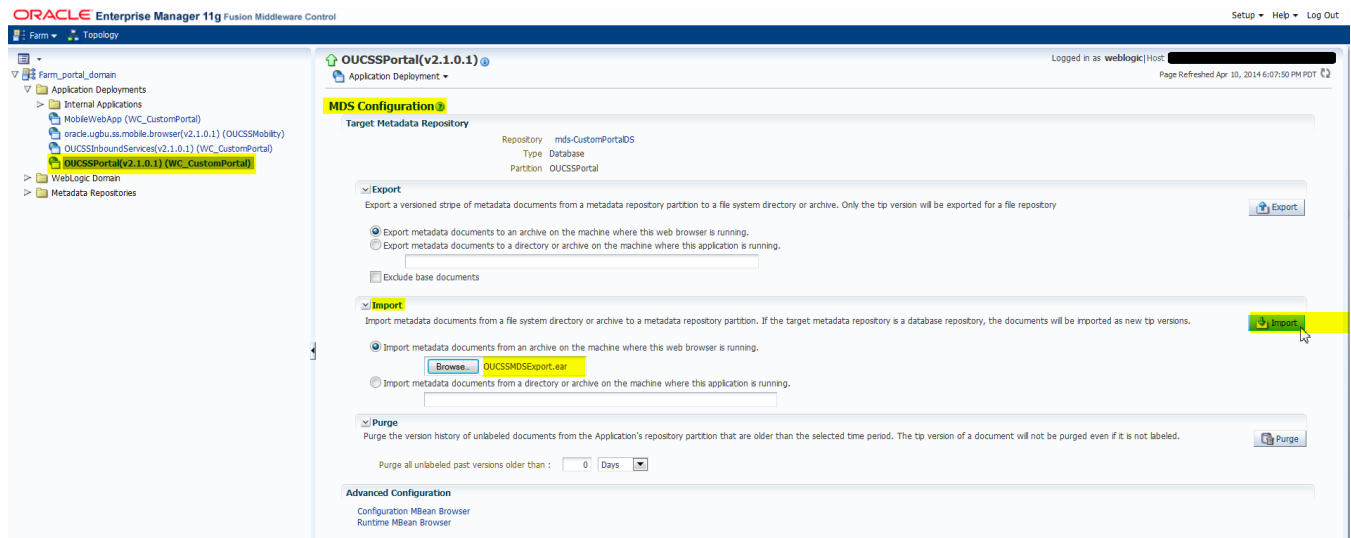 ORACLE Enterprise Manager 11g Fusion Middleware Control
Setup Help Log Out
Farm Topology
Farm_portal_domain
Application Deployments
Internal Applications
MobileWebApp (WC_CustomPortal)
oracle.ugbu.ss.mobile.browser(v2.1.0.1) (OUCSSMobility)
OUCSSInboundServices(v2.1.0.1) (WC_CustomPortal)
OUCSSPortal(v2.1.0.1) (WC_CustomPortal)
WebLogic Domain
Metadata Repositories
OUCSSPortal(v2.1.0.1)
Logged in as weblogic|Host
Application Deployment
Page Refreshed Apr 10, 2014 6:07:50 PM PDT
MDS Configuration
Target Metadata Repository
Repository mds-CustomPortalDS
Type Database
Partition OUCSSPortal
Export
Export a versioned stripe of metadata documents from a metadata repository partition to a file system directory or archive. Only the tip version will be exported for a file repository
Export
Export metadata documents to an archive on the machine where this web browser is running.
Export metadata documents to a directory or archive on the machine where this application is running.
Exclude base documents
Import
Import metadata documents from a file system directory or archive to a metadata repository partition. If the target metadata repository is a database repository, the documents will be imported as new tip versions.
Import
Import metadata documents from an archive on the machine where this web browser is running.
Browse... OUCSSMDSExport.ear
Import metadata documents from a directory or archive on the machine where this application is running.
Purge
Purge the version history of unlabeled documents from the Application's repository partition that are older than the selected time period. The tip version of a document will not be purged even if it is not labeled.
Purge
Purge all unlabeled past versions older than : 0 Days
Advanced Configuration
Configuration MBean Browser
Runtime MBean Browser